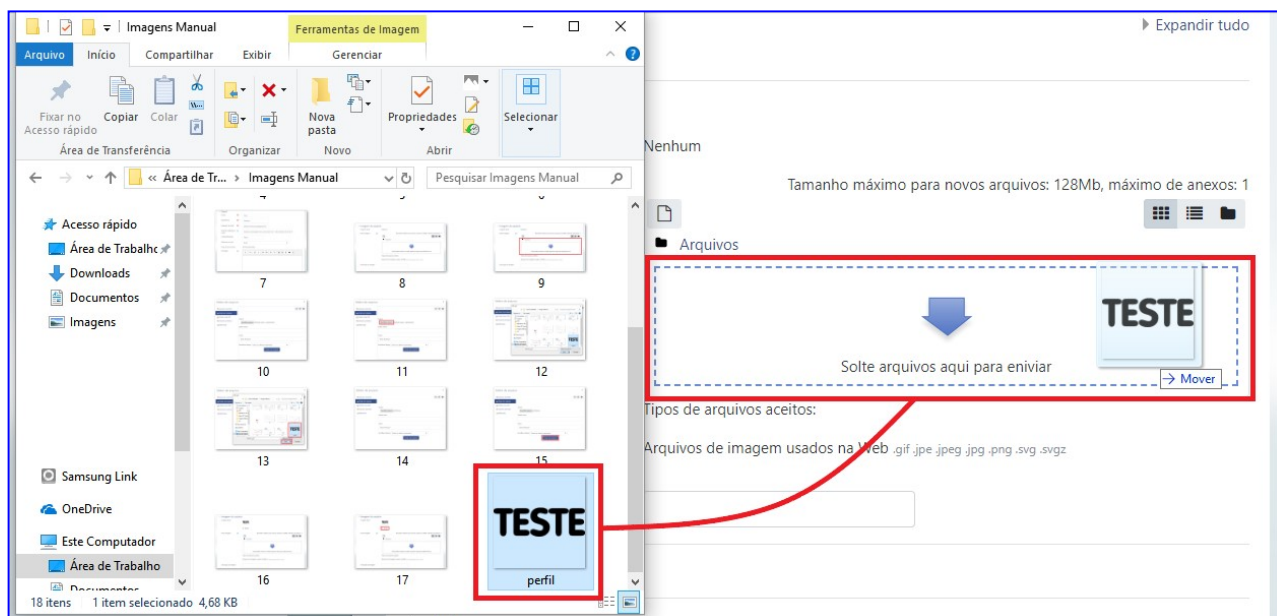 Imagens Manual
Ferramentas de Imagem
Arquivo
Início
Compartilhar
Exibir
Gerenciar
Fixar no
Acesso rápido
Copiar
Colar
Nova
pasta
Propriedades
Selecionar
Área de Transferência
Organizar
Novo
Abrir
« Área de Tr... › Imagens Manual
Pesquisar Imagens Manual
Acesso rápido
Área de Trabalhc
Downloads
Documentos
Imagens
Samsung Link
OneDrive
Este Computador
Área de Trabalho
7
8
9
10
11
12
13
14
15
16
17
TESTE
perfil
18 itens
1 item selecionado 4,68 KB
Expandir tudo
Nenhum
Tamanho máximo para novos arquivos: 128Mb, máximo de anexos: 1
Arquivos
TESTE
Solte arquivos aqui para eniviar
→ Mover
Tipos de arquivos aceitos:
Arquivos de imagem usados na Web .gif .jpe .jpeg .jpg .png .svg .svgz